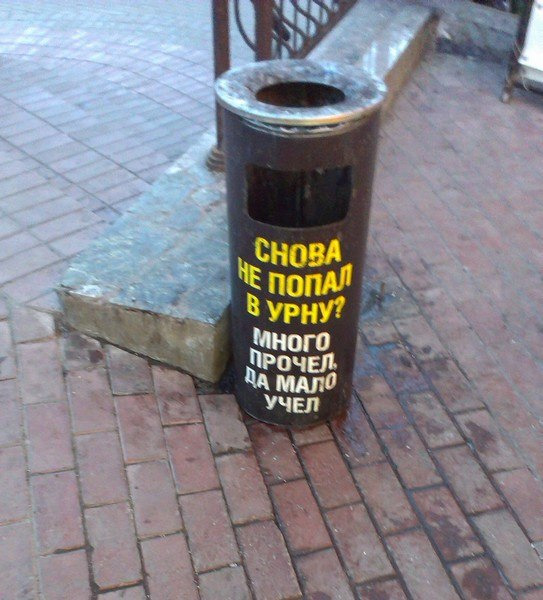 СНОВА
НЕ ПОПАЛ
В УРНУ?
МНОГО
ПРОЧЕЛ,
ДА МАЛО
УЧЕЛ